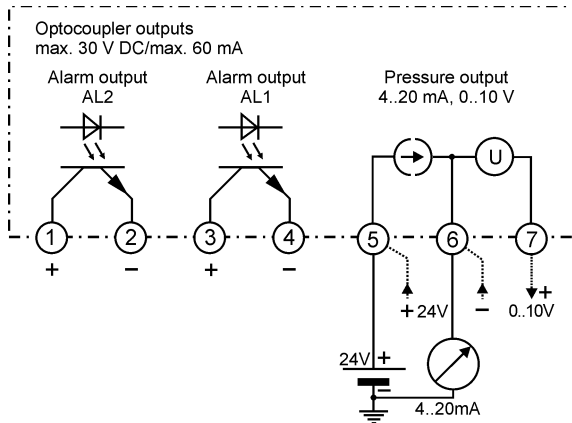 Optocoupler outputs
max. 30 V DC/max. 60 mA
Alarm output
AL2
Alarm output
AL1
Pressure output
4..20 mA, 0..10 V
U
1
2
3
4
5
6
7
+
−
+
−
+ 24V −
+
0..10V
24V +
−
4..20mA